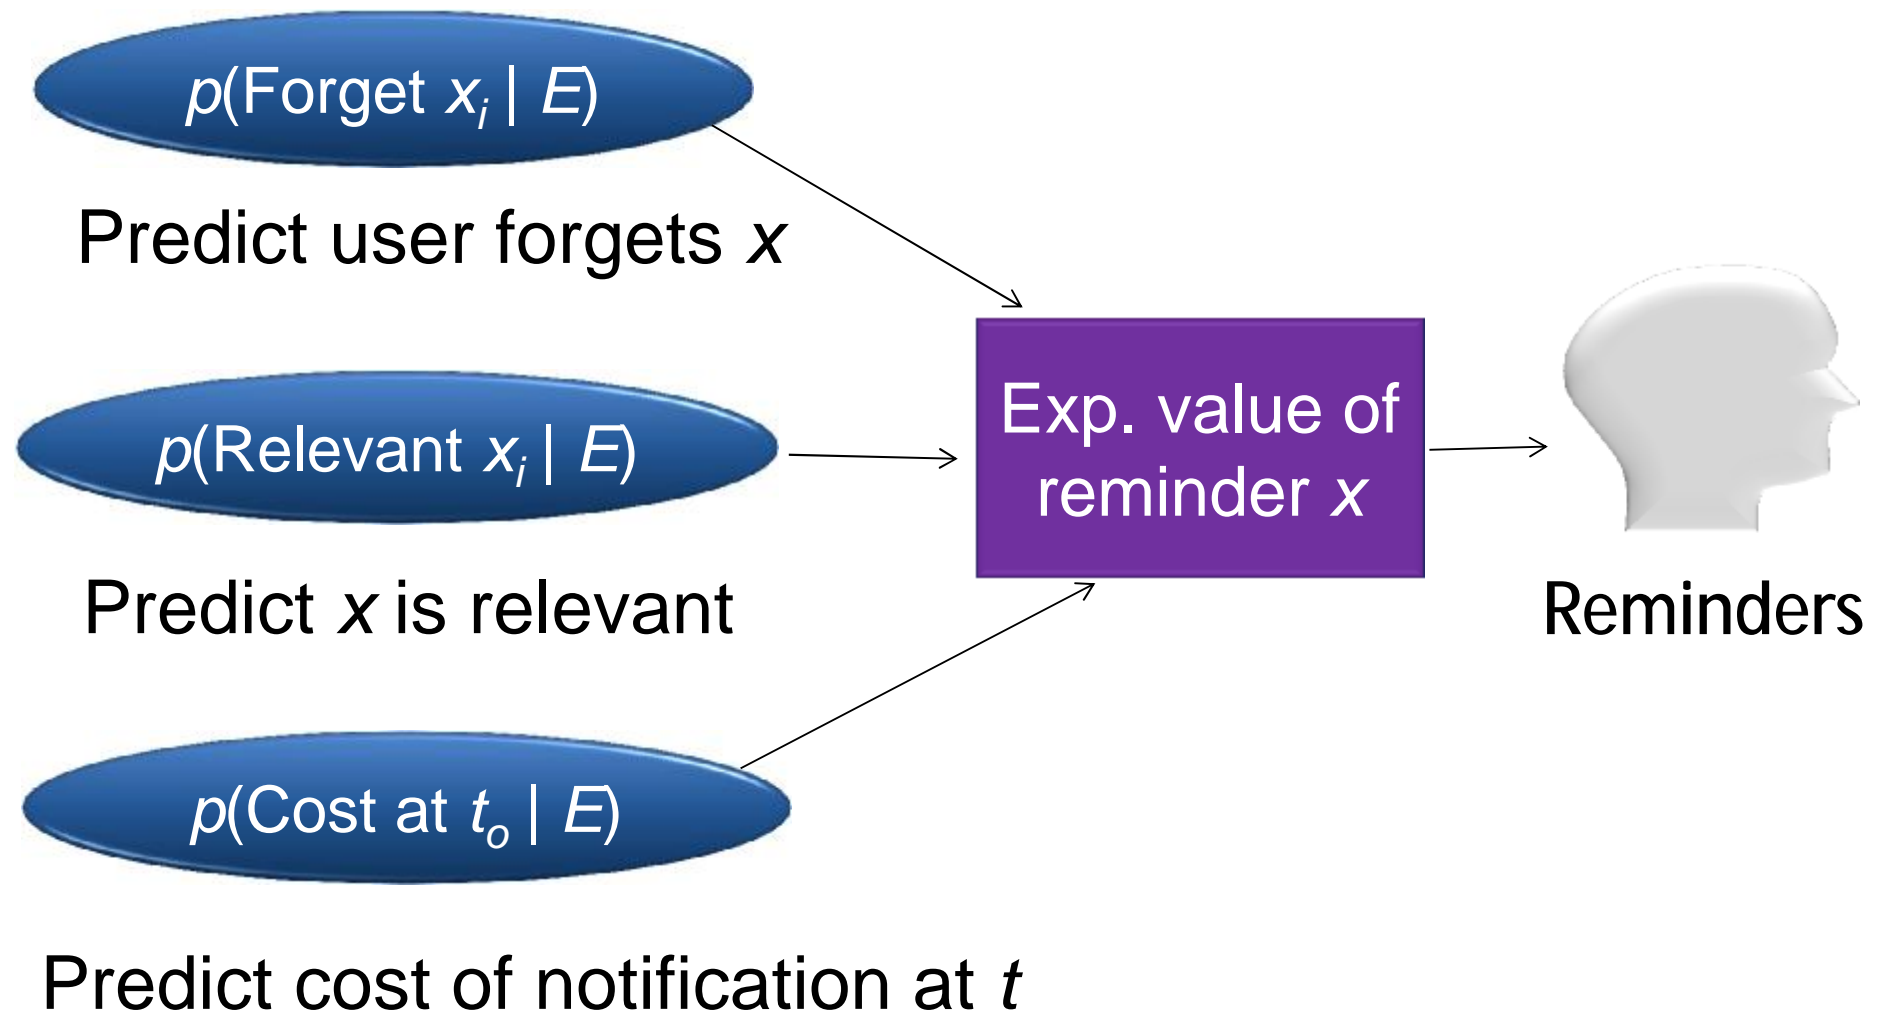 p(Forget xᵢ | E)
Predict user forgets x
p(Relevant xᵢ | E)
Predict x is relevant
p(Cost at tₒ | E)
Predict cost of notification at t
Exp. value of
reminder x
Reminders